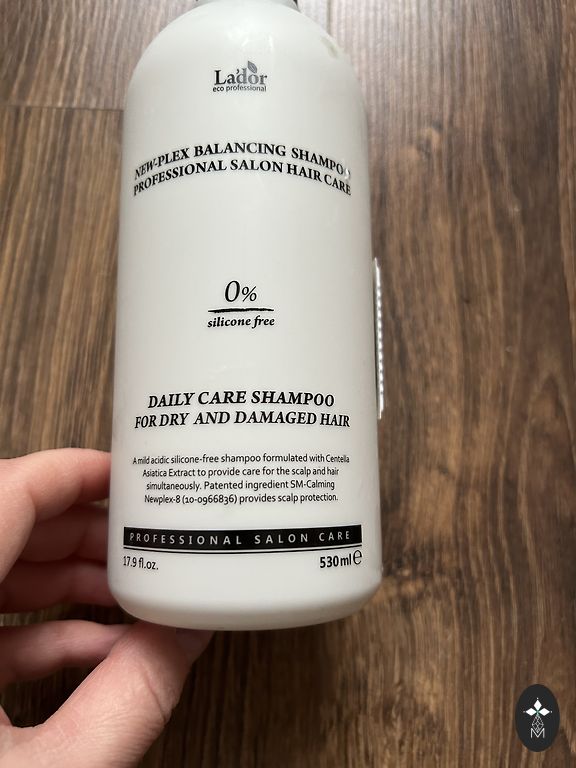 La'dor
eco professional
NEW-PLEX BALANCING SHAMPOO
PROFESSIONAL SALON HAIR CARE
0%
silicone free
DAILY CARE SHAMPOO
FOR DRY AND DAMAGED HAIR
A mild acidic silicone-free shampoo formulated with Centella
Asiatica Extract to provide care for the scalp and hair
simultaneously. Patented ingredient SM-Calming
Newplex-8 (10-0966836) provides scalp protection.
PROFESSIONAL SALON CARE
17.9 fl.oz. 530ml ℮